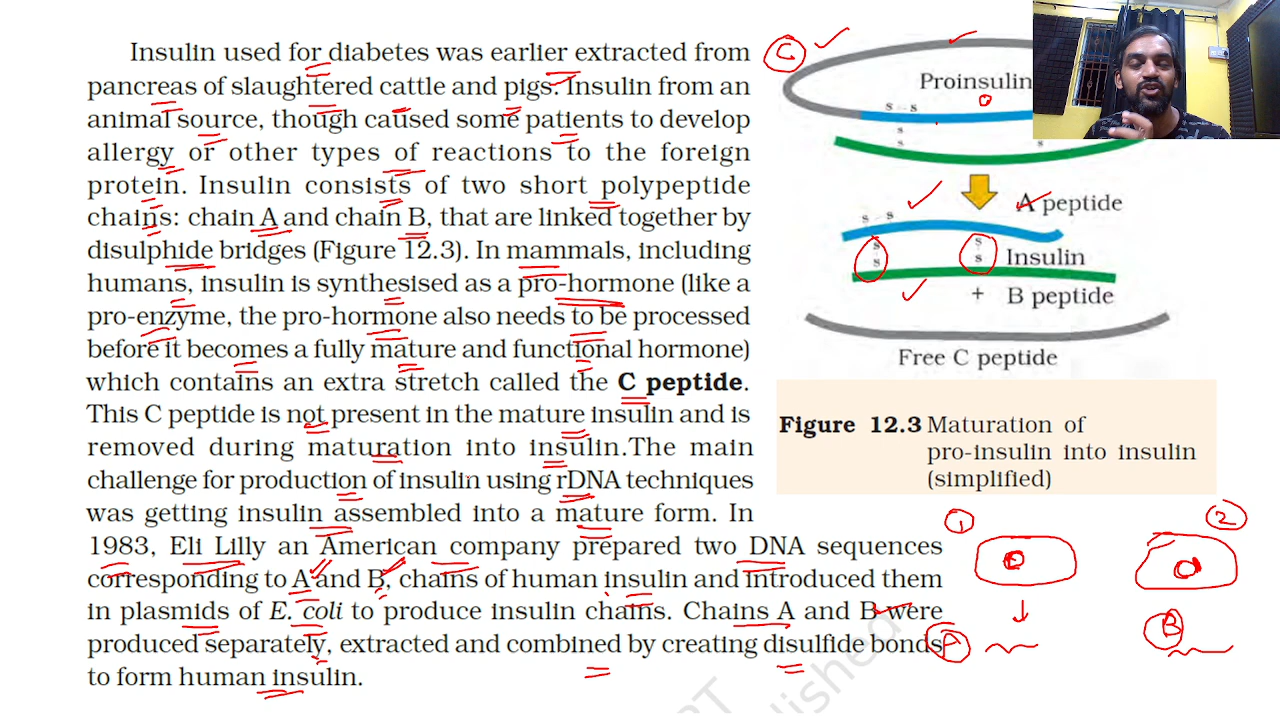 Insulin used for diabetes was earlier extracted from
pancreas of slaughtered cattle and pigs. Insulin from an
animal source, though caused some patients to develop
allergy or other types of reactions to the foreign
protein. Insulin consists of two short polypeptide
chains: chain A and chain B, that are linked together by
disulphide bridges (Figure 12.3). In mammals, including
humans, insulin is synthesised as a pro-hormone (like a
pro-enzyme, the pro-hormone also needs to be processed
before it becomes a fully mature and functional hormone)
which contains an extra stretch called the C peptide.
This C peptide is not present in the mature insulin and is
removed during maturation into insulin.The main
challenge for production of insulin using rDNA techniques
was getting insulin assembled into a mature form. In
1983, Eli Lilly an American company prepared two DNA sequences
corresponding to A and B, chains of human insulin and introduced them
in plasmids of E. coli to produce insulin chains. Chains A and B were
produced separately, extracted and combined by creating disulfide bonds
to form human insulin.
C
Proinsulin
s s
s
s
s
A peptide
s s
s s
s s
Insulin
+ B peptide
Free C peptide
Figure 12.3 Maturation of
pro-insulin into insulin
(simplified)
1 2
A B